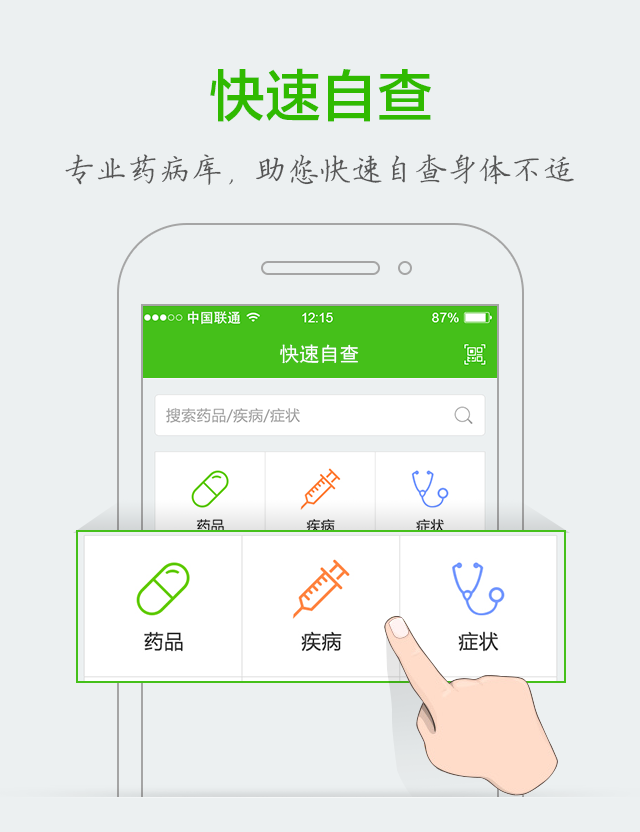 快速自查
专业药病库，助您快速自查身体不适
中国联通 12:15 87%
快速自查
搜索药品/疾病/症状
药品 疾病 症状
药品 疾病 症状